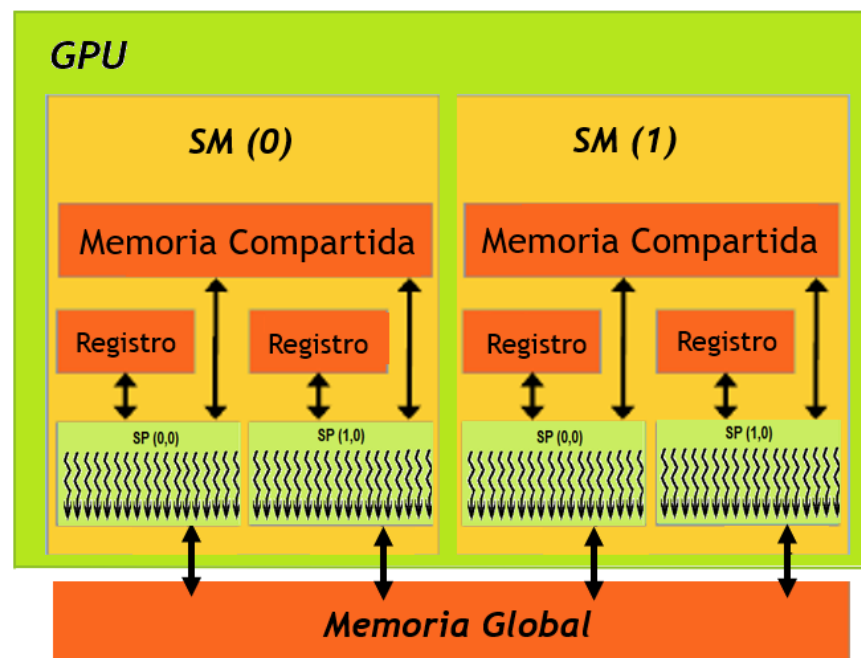 GPU
SM (0)
SM (1)
Memoria Compartida
Memoria Compartida
Registro
Registro
Registro
Registro
SP (0,0)
SP (1,0)
SP (0,0)
SP (1,0)
Memoria Global